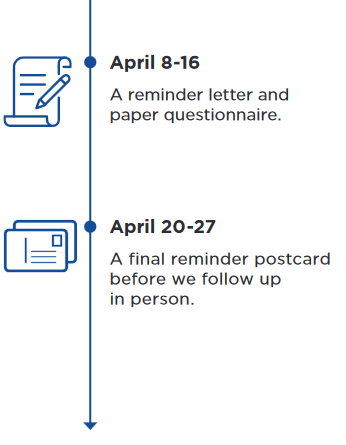 April 8-16
A reminder letter and
paper questionnaire.
April 20-27
A final reminder postcard
before we follow up
in person.